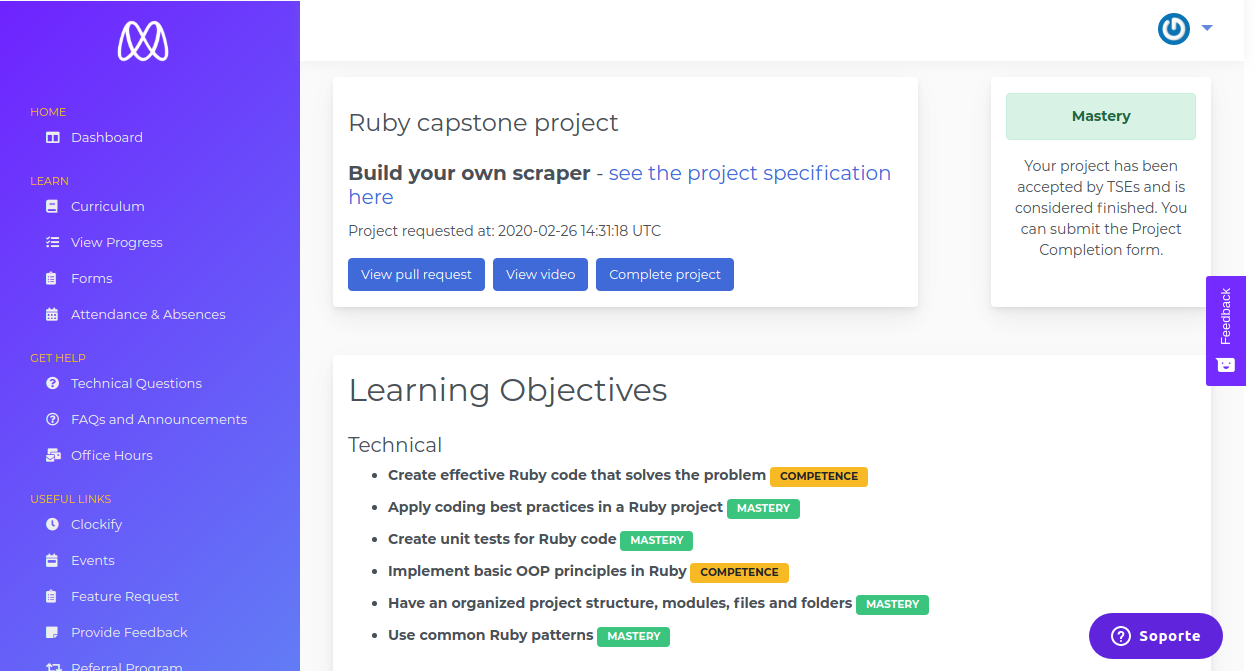 HOME
Dashboard
LEARN
Curriculum
View Progress
Forms
Attendance & Absences
GET HELP
Technical Questions
FAQs and Announcements
Office Hours
USEFUL LINKS
Clockify
Events
Feature Request
Provide Feedback
Referral Program
Ruby capstone project
Build your own scraper - see the project specification
here
Project requested at: 2020-02-26 14:31:18 UTC
View pull request
View video
Complete project
Mastery
Your project has been
accepted by TSEs and is
considered finished. You
can submit the Project
Completion form.
Feedback
Learning Objectives
Technical
Create effective Ruby code that solves the problem COMPETENCE
Apply coding best practices in a Ruby project MASTERY
Create unit tests for Ruby code MASTERY
Implement basic OOP principles in Ruby COMPETENCE
Have an organized project structure, modules, files and folders MASTERY
Use common Ruby patterns MASTERY
Soporte